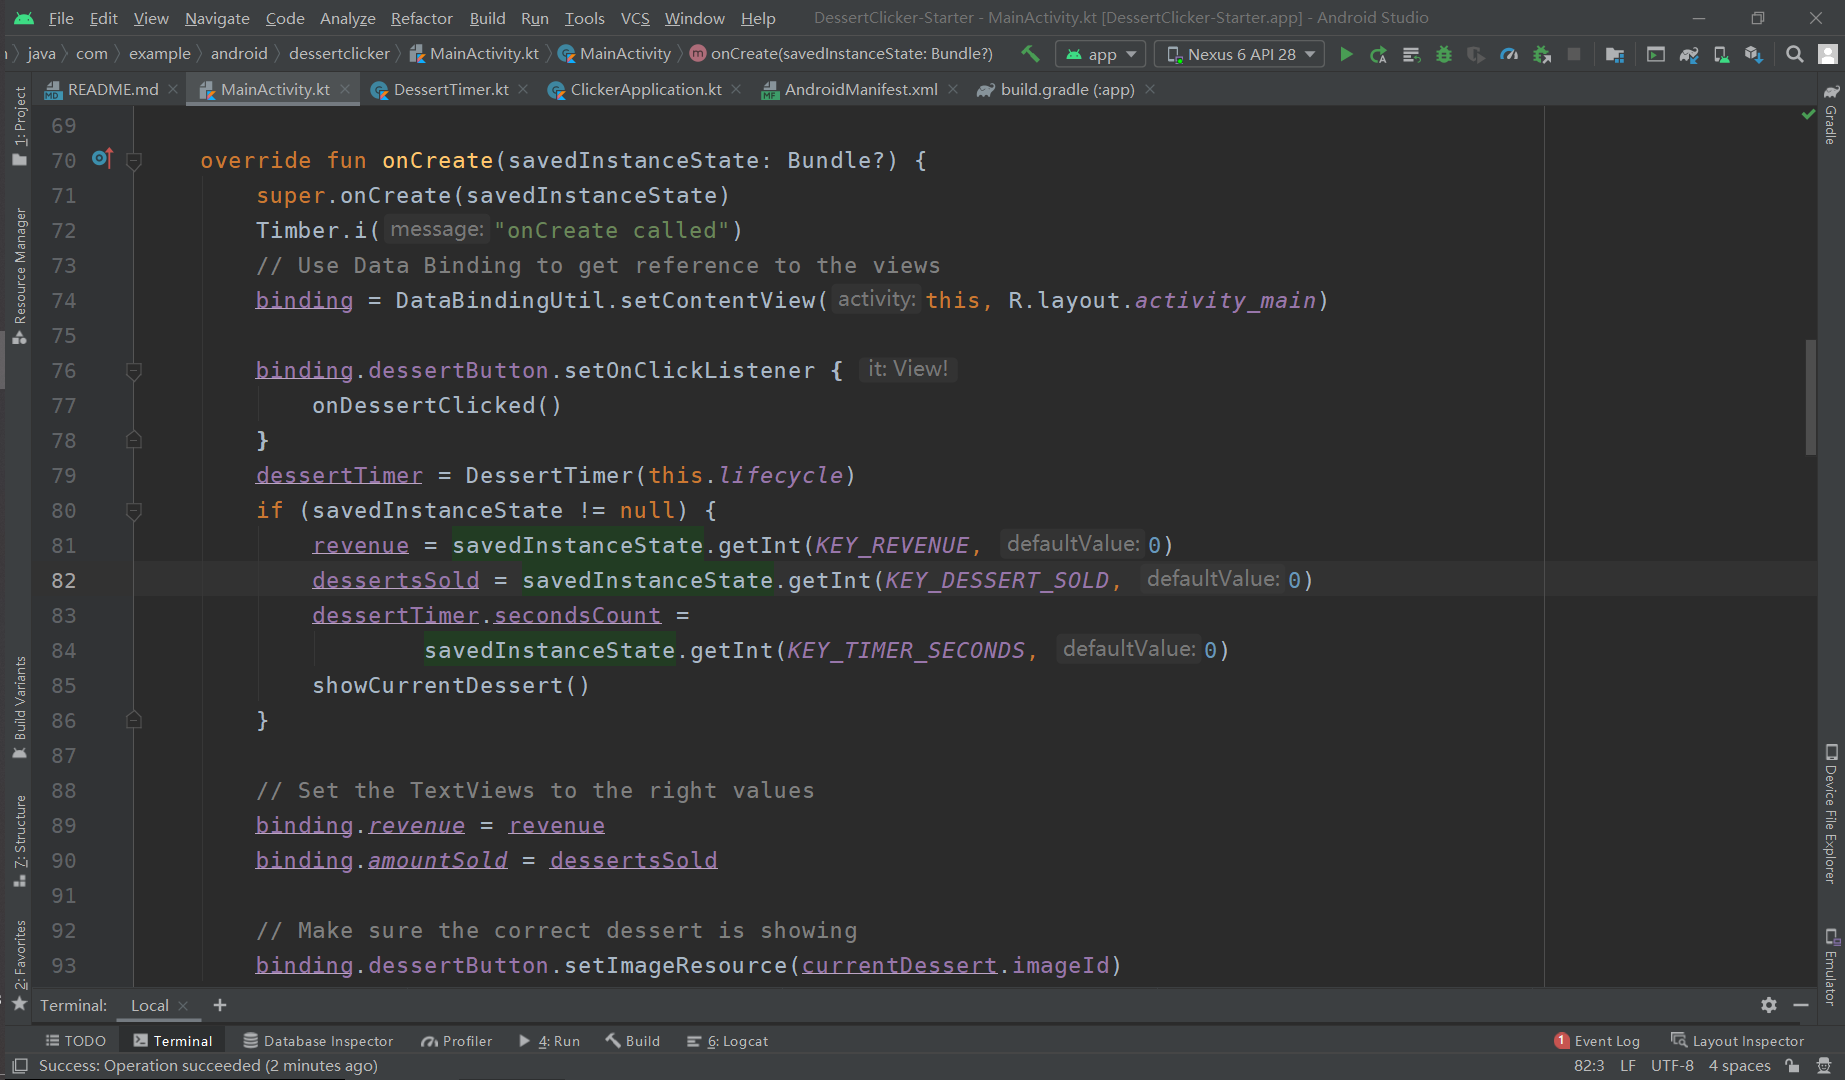 File Edit View Navigate Code Analyze Refactor Build Run Tools VCS Window Help DessertClicker-Starter - MainActivity.kt [DessertClicker-Starter.app] - Android Studio
java com example android dessertclicker MainActivity.kt MainActivity onCreate(savedInstanceState: Bundle?) app Nexus 6 API 28
README.md MainActivity.kt DessertTimer.kt ClickerApplication.kt AndroidManifest.xml build.gradle (:app)
1: Project
Resource Manager
Build Variants
Z: Structure
2: Favorites
69
70 override fun onCreate(savedInstanceState: Bundle?) {
71 super.onCreate(savedInstanceState)
72 Timber.i( message: "onCreate called")
73 // Use Data Binding to get reference to the views
74 binding = DataBindingUtil.setContentView( activity: this, R.layout.activity_main)
75
76 binding.dessertButton.setOnClickListener { it: View!
77 onDessertClicked()
78 }
79 dessertTimer = DessertTimer(this.lifecycle)
80 if (savedInstanceState != null) {
81 revenue = savedInstanceState.getInt(KEY_REVENUE, defaultValue: 0)
82 dessertsSold = savedInstanceState.getInt(KEY_DESSERT_SOLD, defaultValue: 0)
83 dessertTimer.secondsCount =
84 savedInstanceState.getInt(KEY_TIMER_SECONDS, defaultValue: 0)
85 showCurrentDessert()
86 }
87
88 // Set the TextViews to the right values
89 binding.revenue = revenue
90 binding.amountSold = dessertsSold
91
92 // Make sure the correct dessert is showing
93 binding.dessertButton.setImageResource(currentDessert.imageId)
Gradle
Device File Explorer
Emulator
Terminal: Local +
TODO Terminal Database Inspector Profiler 4: Run Build 6: Logcat 1 Event Log Layout Inspector
Success: Operation succeeded (2 minutes ago) 82:3 LF UTF-8 4 spaces